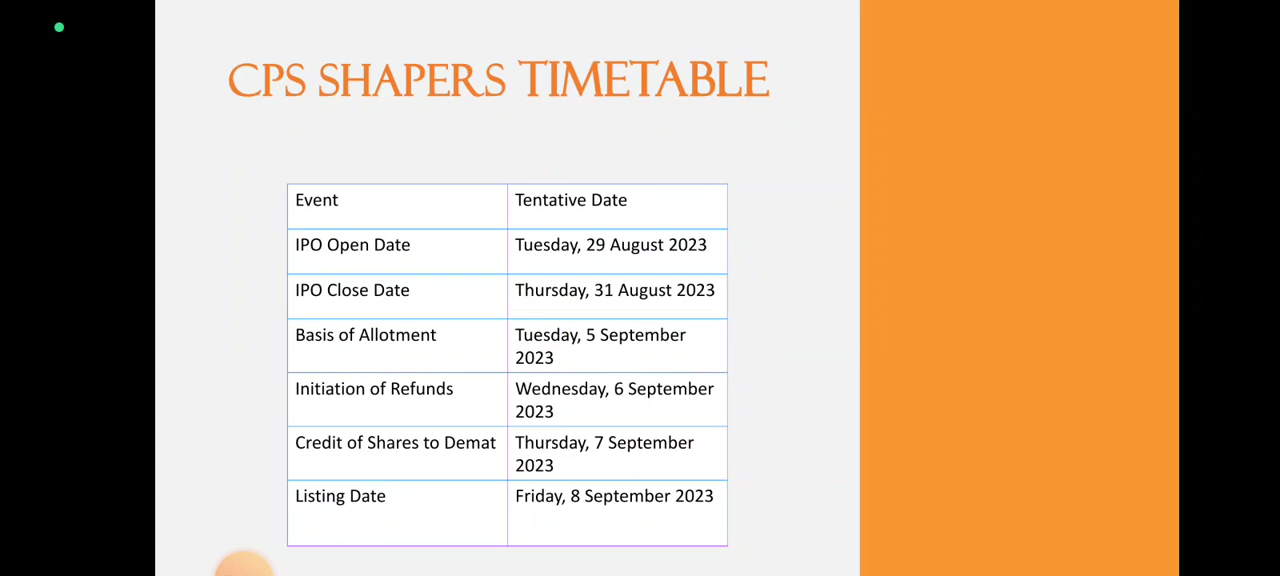 CPS SHAPERS TIMETABLE
Event Tentative Date
IPO Open Date Tuesday, 29 August 2023
IPO Close Date Thursday, 31 August 2023
Basis of Allotment Tuesday, 5 September
2023
Initiation of Refunds Wednesday, 6 September
2023
Credit of Shares to Demat Thursday, 7 September
2023
Listing Date Friday, 8 September 2023